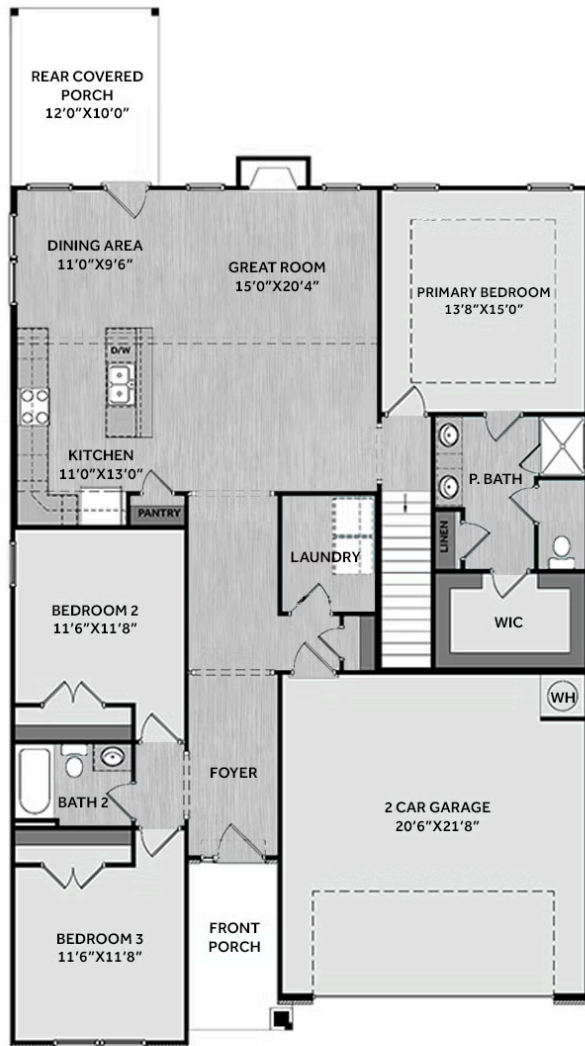 REAR COVERED
PORCH
12'0"X10'0"
DINING AREA
11'0"X9'6"
GREAT ROOM
15'0"X20'4"
PRIMARY BEDROOM
13'8"X15'0"
D/W
KITCHEN
11'0"X13'0"
PANTRY
P. BATH
LINEN
LAUNDRY
WIC
BEDROOM 2
11'6"X11'8"
WH
FOYER
BATH 2
2 CAR GARAGE
20'6"X21'8"
FRONT
PORCH
BEDROOM 3
11'6"X11'8"